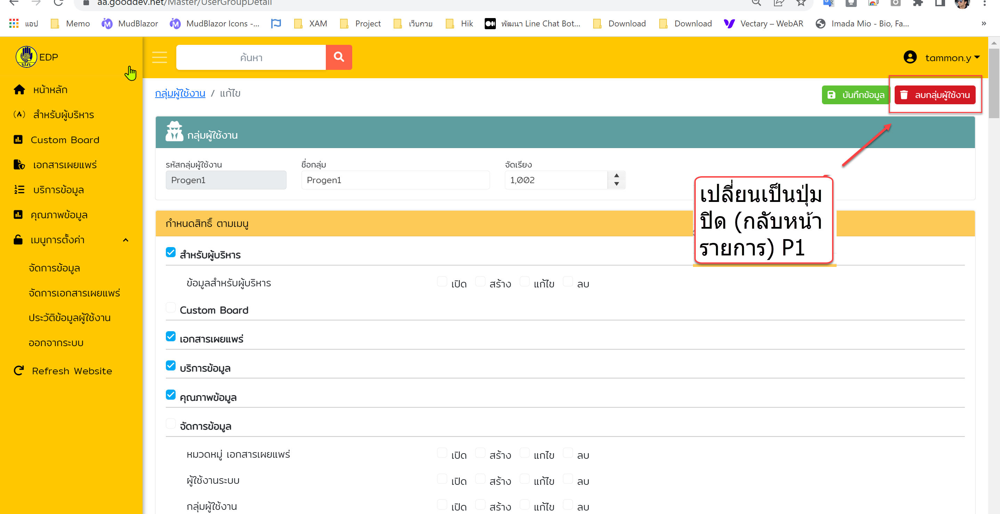 aa.gooddev.net/Master/UserGroupDetail
แอป Memo MudBlazor MudBlazor Icons -... XAM Project เว็บกวย Hik พัฒนา Line Chat Bot... Download Download Vectary – WebAR Imada Mio - Bio, Fa... »
EDP
ค้นหา
tammon.y
หน้าหลัก
สำหรับผู้บริหาร
Custom Board
เอกสารเผยแพร่
บริการข้อมูล
คุณภาพข้อมูล
เมนูการตั้งค่า
จัดการข้อมูล
จัดการเอกสารเผยแพร่
ประวัติข้อมูลผู้ใช้งาน
ออกจากระบบ
Refresh Website
กลุ่มผู้ใช้งาน / แก้ไข
บันทึกข้อมูล
ลบกลุ่มผู้ใช้งาน
กลุ่มผู้ใช้งาน
รหัสกลุ่มผู้ใช้งาน ชื่อกลุ่ม จัดเรียง
Progen1 Progen1 1,002
เปลี่ยนเป็นปุ่ม
ปิด (กลับหน้า
รายการ) P1
กำหนดสิทธิ์ ตามเมนู
สำหรับผู้บริหาร
ข้อมูลสำหรับผู้บริหาร เปิด สร้าง แก้ไข ลบ
Custom Board
เอกสารเผยแพร่
บริการข้อมูล
คุณภาพข้อมูล
จัดการข้อมูล
หมวดหมู่ เอกสารเผยแพร่ เปิด สร้าง แกไข ลบ
ผู้ใช้งานระบบ เปิด สร้าง แก้ไข ลบ
กลุ่มผู้ใช้งาน เปิด สร้าง แก้ไข ลบ